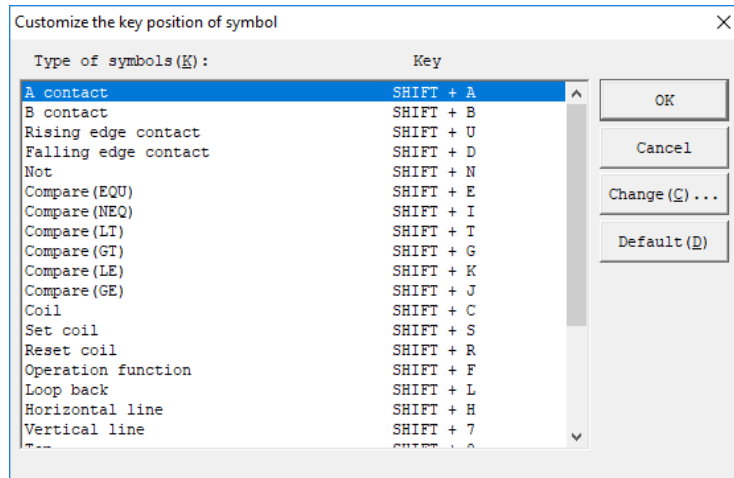 Customize the key position of symbol
Type of symbols(K): Key
A contact SHIFT + A
B contact SHIFT + B
Rising edge contact SHIFT + U
Falling edge contact SHIFT + D
Not SHIFT + N
Compare(EQU) SHIFT + E
Compare(NEQ) SHIFT + I
Compare(LT) SHIFT + T
Compare(GT) SHIFT + G
Compare(LE) SHIFT + K
Compare(GE) SHIFT + J
Coil SHIFT + C
Set coil SHIFT + S
Reset coil SHIFT + R
Operation function SHIFT + F
Loop back SHIFT + L
Horizontal line SHIFT + H
Vertical line SHIFT + 7
OK
Cancel
Change(C)...
Default(D)